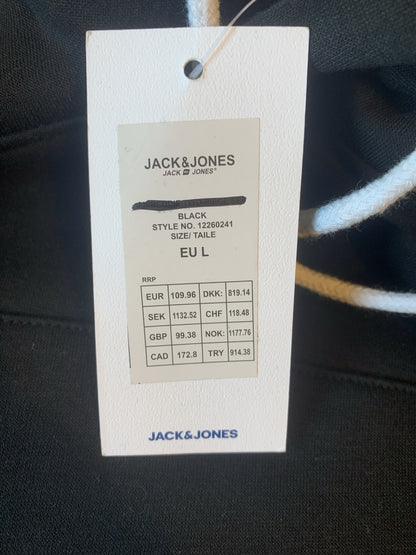 JACK&JONES
JACK JONES®
BLACK
STYLE NO. 12260241
SIZE/ TAILE
EU L
RRP
EUR 109.96 DKK: 819.14
SEK 1132.52 CHF 118.48
GBP 99.38 NOK: 1177.76
CAD 172.8 TRY 914.38
JACK&JONES